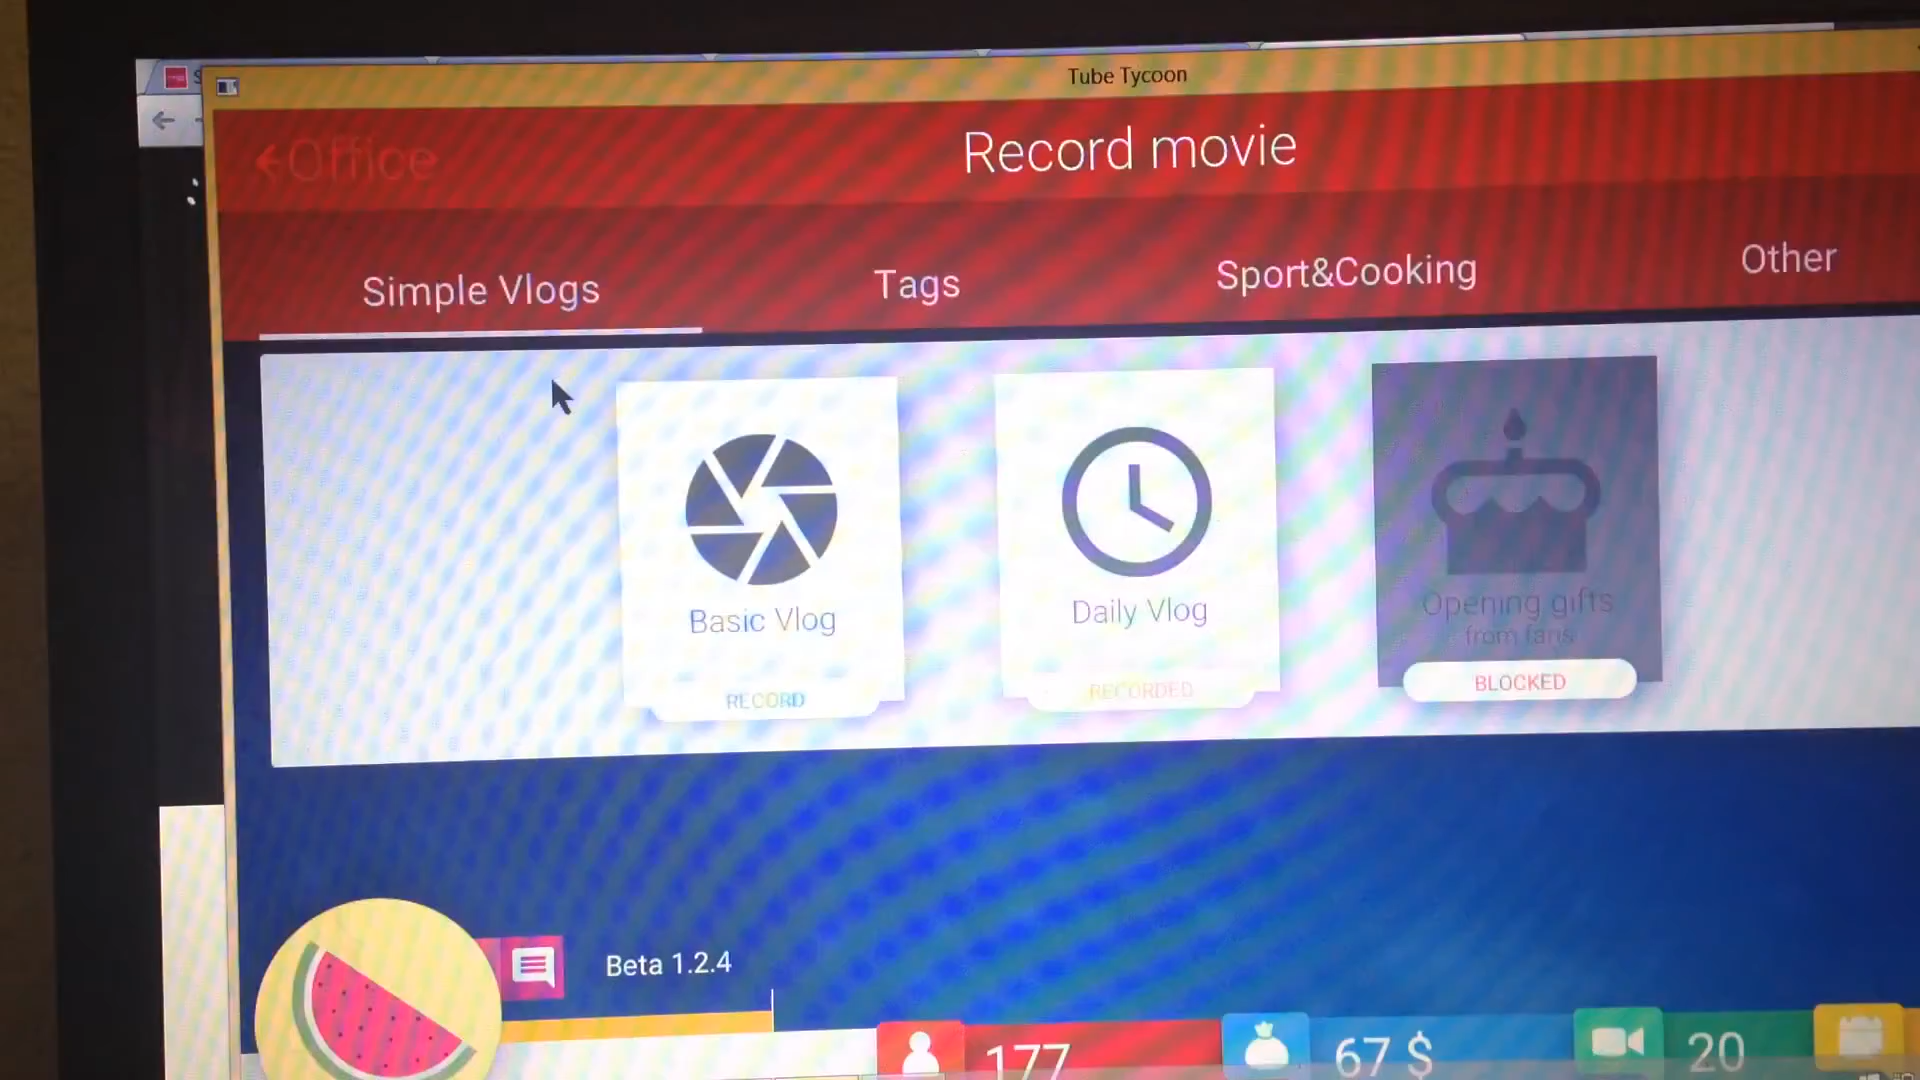 Tube Tycoon
Office
Record movie
Simple Vlogs
Tags
Sport&Cooking
Other
Basic Vlog
RECORD
Daily Vlog
RECORDED
Opening gifts
from fans
BLOCKED
Beta 1.2.4
177
67 $
20